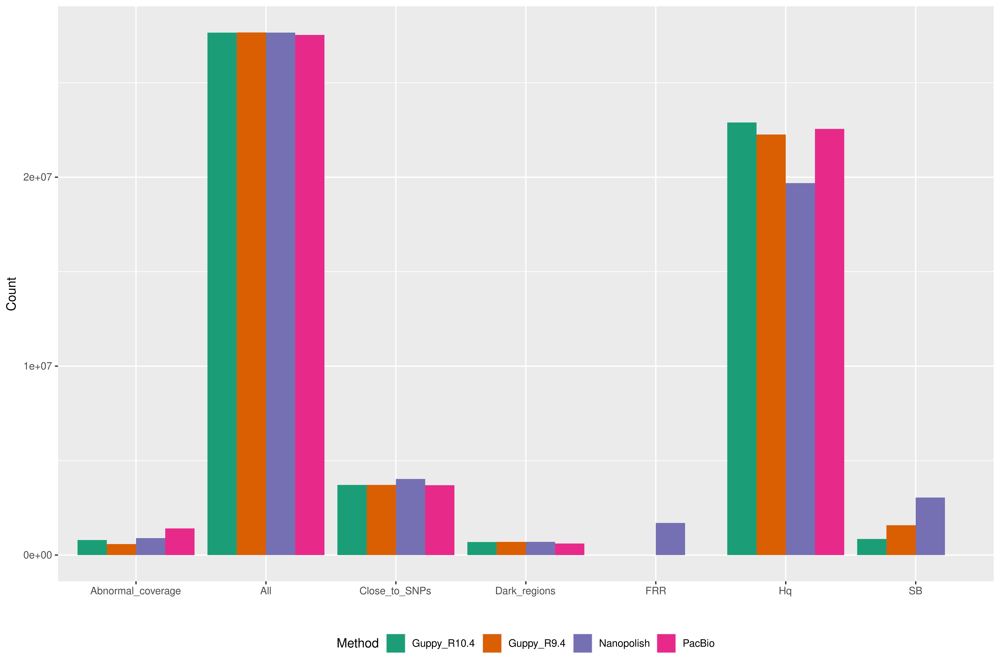 Count
2e+07
1e+07
0e+00
Abnormal_coverage All Close_to_SNPs Dark_regions FRR Hq SB
Method Guppy_R10.4 Guppy_R9.4 Nanopolish PacBio